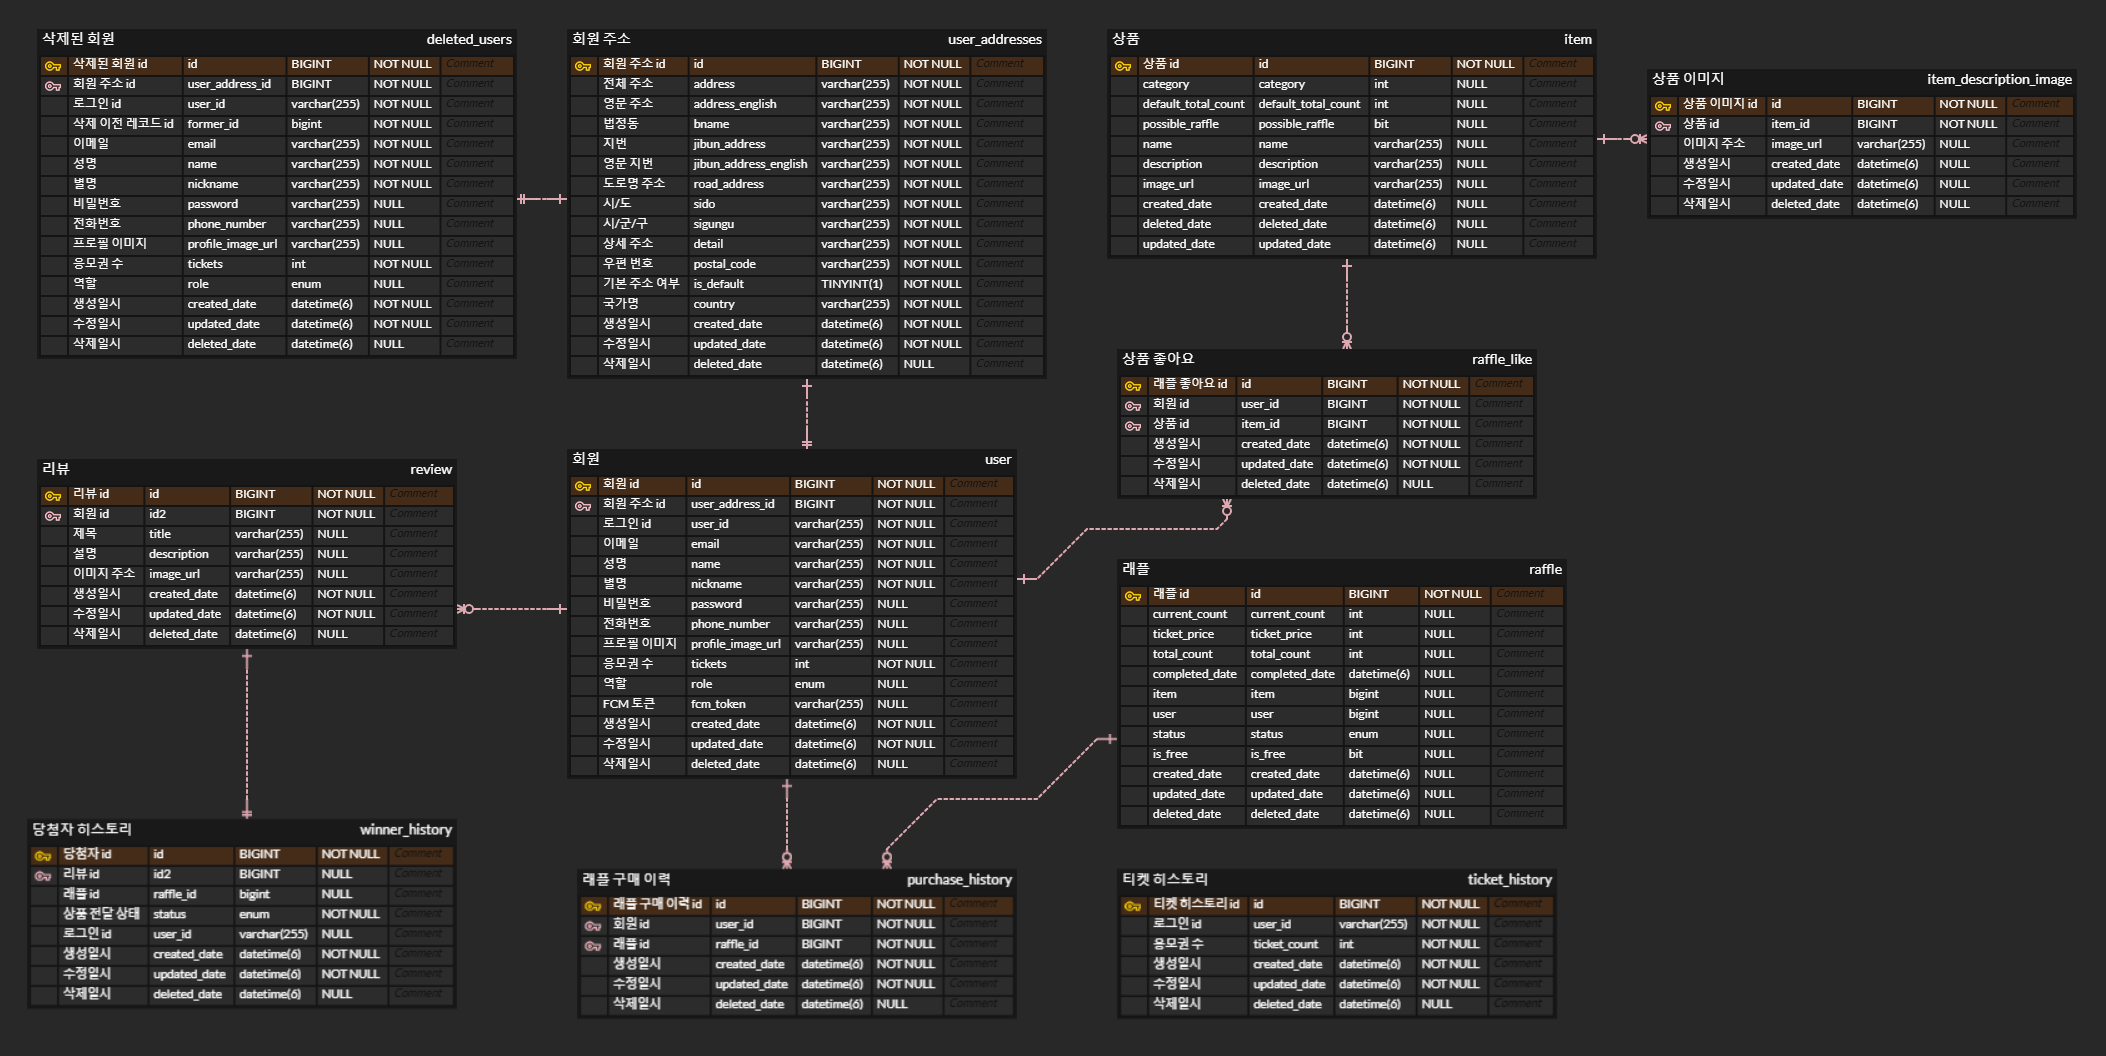 삭제된 회원 deleted_users
삭제된 회원 id id BIGINT NOT NULL Comment
회원 주소 id user_address_id BIGINT NOT NULL Comment
로그인 id user_id varchar(255) NOT NULL Comment
삭제 이전 레코드 id former_id bigint NOT NULL Comment
이메일 email varchar(255) NOT NULL Comment
성명 name varchar(255) NOT NULL Comment
별명 nickname varchar(255) NOT NULL Comment
비밀번호 password varchar(255) NULL Comment
전화번호 phone_number varchar(255) NULL Comment
프로필 이미지 profile_image_url varchar(255) NULL Comment
응모권 수 tickets int NOT NULL Comment
역할 role enum NULL Comment
생성일시 created_date datetime(6) NOT NULL Comment
수정일시 updated_date datetime(6) NOT NULL Comment
삭제일시 deleted_date datetime(6) NULL Comment
회원 주소 user_addresses
회원 주소 id id BIGINT NOT NULL Comment
전체 주소 address varchar(255) NOT NULL Comment
영문 주소 address_english varchar(255) NOT NULL Comment
법정동 bname varchar(255) NOT NULL Comment
지번 jibun_address varchar(255) NOT NULL Comment
영문 지번 jibun_address_english varchar(255) NOT NULL Comment
도로명 주소 road_address varchar(255) NOT NULL Comment
시/도 sido varchar(255) NOT NULL Comment
시/군/구 sigungu varchar(255) NOT NULL Comment
상세 주소 detail varchar(255) NOT NULL Comment
우편 번호 postal_code varchar(255) NOT NULL Comment
기본 주소 여부 is_default TINYINT(1) NOT NULL Comment
국가명 country varchar(255) NOT NULL Comment
생성일시 created_date datetime(6) NOT NULL Comment
수정일시 updated_date datetime(6) NOT NULL Comment
삭제일시 deleted_date datetime(6) NULL Comment
상품 item
상품 id id BIGINT NOT NULL Comment
category category int NULL Comment
default_total_count default_total_count int NULL Comment
possible_raffle possible_raffle bit NULL Comment
name name varchar(255) NULL Comment
description description varchar(255) NULL Comment
image_url image_url varchar(255) NULL Comment
created_date created_date datetime(6) NULL Comment
deleted_date deleted_date datetime(6) NULL Comment
updated_date updated_date datetime(6) NULL Comment
상품 이미지 item_description_image
상품 이미지 id id BIGINT NOT NULL Comment
상품 id item_id BIGINT NOT NULL Comment
이미지 주소 image_url varchar(255) NULL Comment
생성일시 created_date datetime(6) NULL Comment
수정일시 updated_date datetime(6) NULL Comment
삭제일시 deleted_date datetime(6) NULL Comment
상품 좋아요 raffle_like
래플 좋아요 id id BIGINT NOT NULL Comment
회원 id user_id BIGINT NOT NULL Comment
상품 id item_id BIGINT NOT NULL Comment
생성일시 created_date datetime(6) NOT NULL Comment
수정일시 updated_date datetime(6) NOT NULL Comment
삭제일시 deleted_date datetime(6) NULL Comment
리뷰 review
리뷰 id id BIGINT NOT NULL Comment
회원 id id2 BIGINT NOT NULL Comment
제목 title varchar(255) NULL Comment
설명 description varchar(255) NULL Comment
이미지 주소 image_url varchar(255) NULL Comment
생성일시 created_date datetime(6) NOT NULL Comment
수정일시 updated_date datetime(6) NOT NULL Comment
삭제일시 deleted_date datetime(6) NULL Comment
회원 user
회원 id id BIGINT NOT NULL Comment
회원 주소 id user_address_id BIGINT NOT NULL Comment
로그인 id user_id varchar(255) NOT NULL Comment
이메일 email varchar(255) NOT NULL Comment
성명 name varchar(255) NOT NULL Comment
별명 nickname varchar(255) NOT NULL Comment
비밀번호 password varchar(255) NULL Comment
전화번호 phone_number varchar(255) NULL Comment
프로필 이미지 profile_image_url varchar(255) NULL Comment
응모권 수 tickets int NOT NULL Comment
역할 role enum NULL Comment
FCM 토큰 fcm_token varchar(255) NULL Comment
생성일시 created_date datetime(6) NOT NULL Comment
수정일시 updated_date datetime(6) NOT NULL Comment
삭제일시 deleted_date datetime(6) NULL Comment
래플 raffle
래플 id id BIGINT NOT NULL Comment
current_count current_count int NULL Comment
ticket_price ticket_price int NULL Comment
total_count total_count int NULL Comment
completed_date completed_date datetime(6) NULL Comment
item item bigint NULL Comment
user user bigint NULL Comment
status status enum NULL Comment
is_free is_free bit NULL Comment
created_date created_date datetime(6) NULL Comment
updated_date updated_date datetime(6) NULL Comment
deleted_date deleted_date datetime(6) NULL Comment
당첨자 히스토리 winner_history
당첨자 id id BIGINT NOT NULL Comment
리뷰 id id2 BIGINT NULL Comment
래플 id raffle_id bigint NULL Comment
상품 전달 상태 status enum NOT NULL Comment
로그인 id user_id varchar(255) NULL Comment
생성일시 created_date datetime(6) NOT NULL Comment
수정일시 updated_date datetime(6) NOT NULL Comment
삭제일시 deleted_date datetime(6) NULL Comment
래플 구매 이력 purchase_history
래플 구매 이력 id id BIGINT NOT NULL Comment
회원 id user_id BIGINT NOT NULL Comment
래플 id raffle_id BIGINT NOT NULL Comment
생성일시 created_date datetime(6) NOT NULL Comment
수정일시 updated_date datetime(6) NOT NULL Comment
삭제일시 deleted_date datetime(6) NULL Comment
티켓 히스토리 ticket_history
티켓 히스토리 id id BIGINT NOT NULL Comment
로그인 id user_id varchar(255) NOT NULL Comment
응모권 수 ticket_count int NOT NULL Comment
생성일시 created_date datetime(6) NOT NULL Comment
수정일시 updated_date datetime(6) NOT NULL Comment
삭제일시 deleted_date datetime(6) NULL Comment